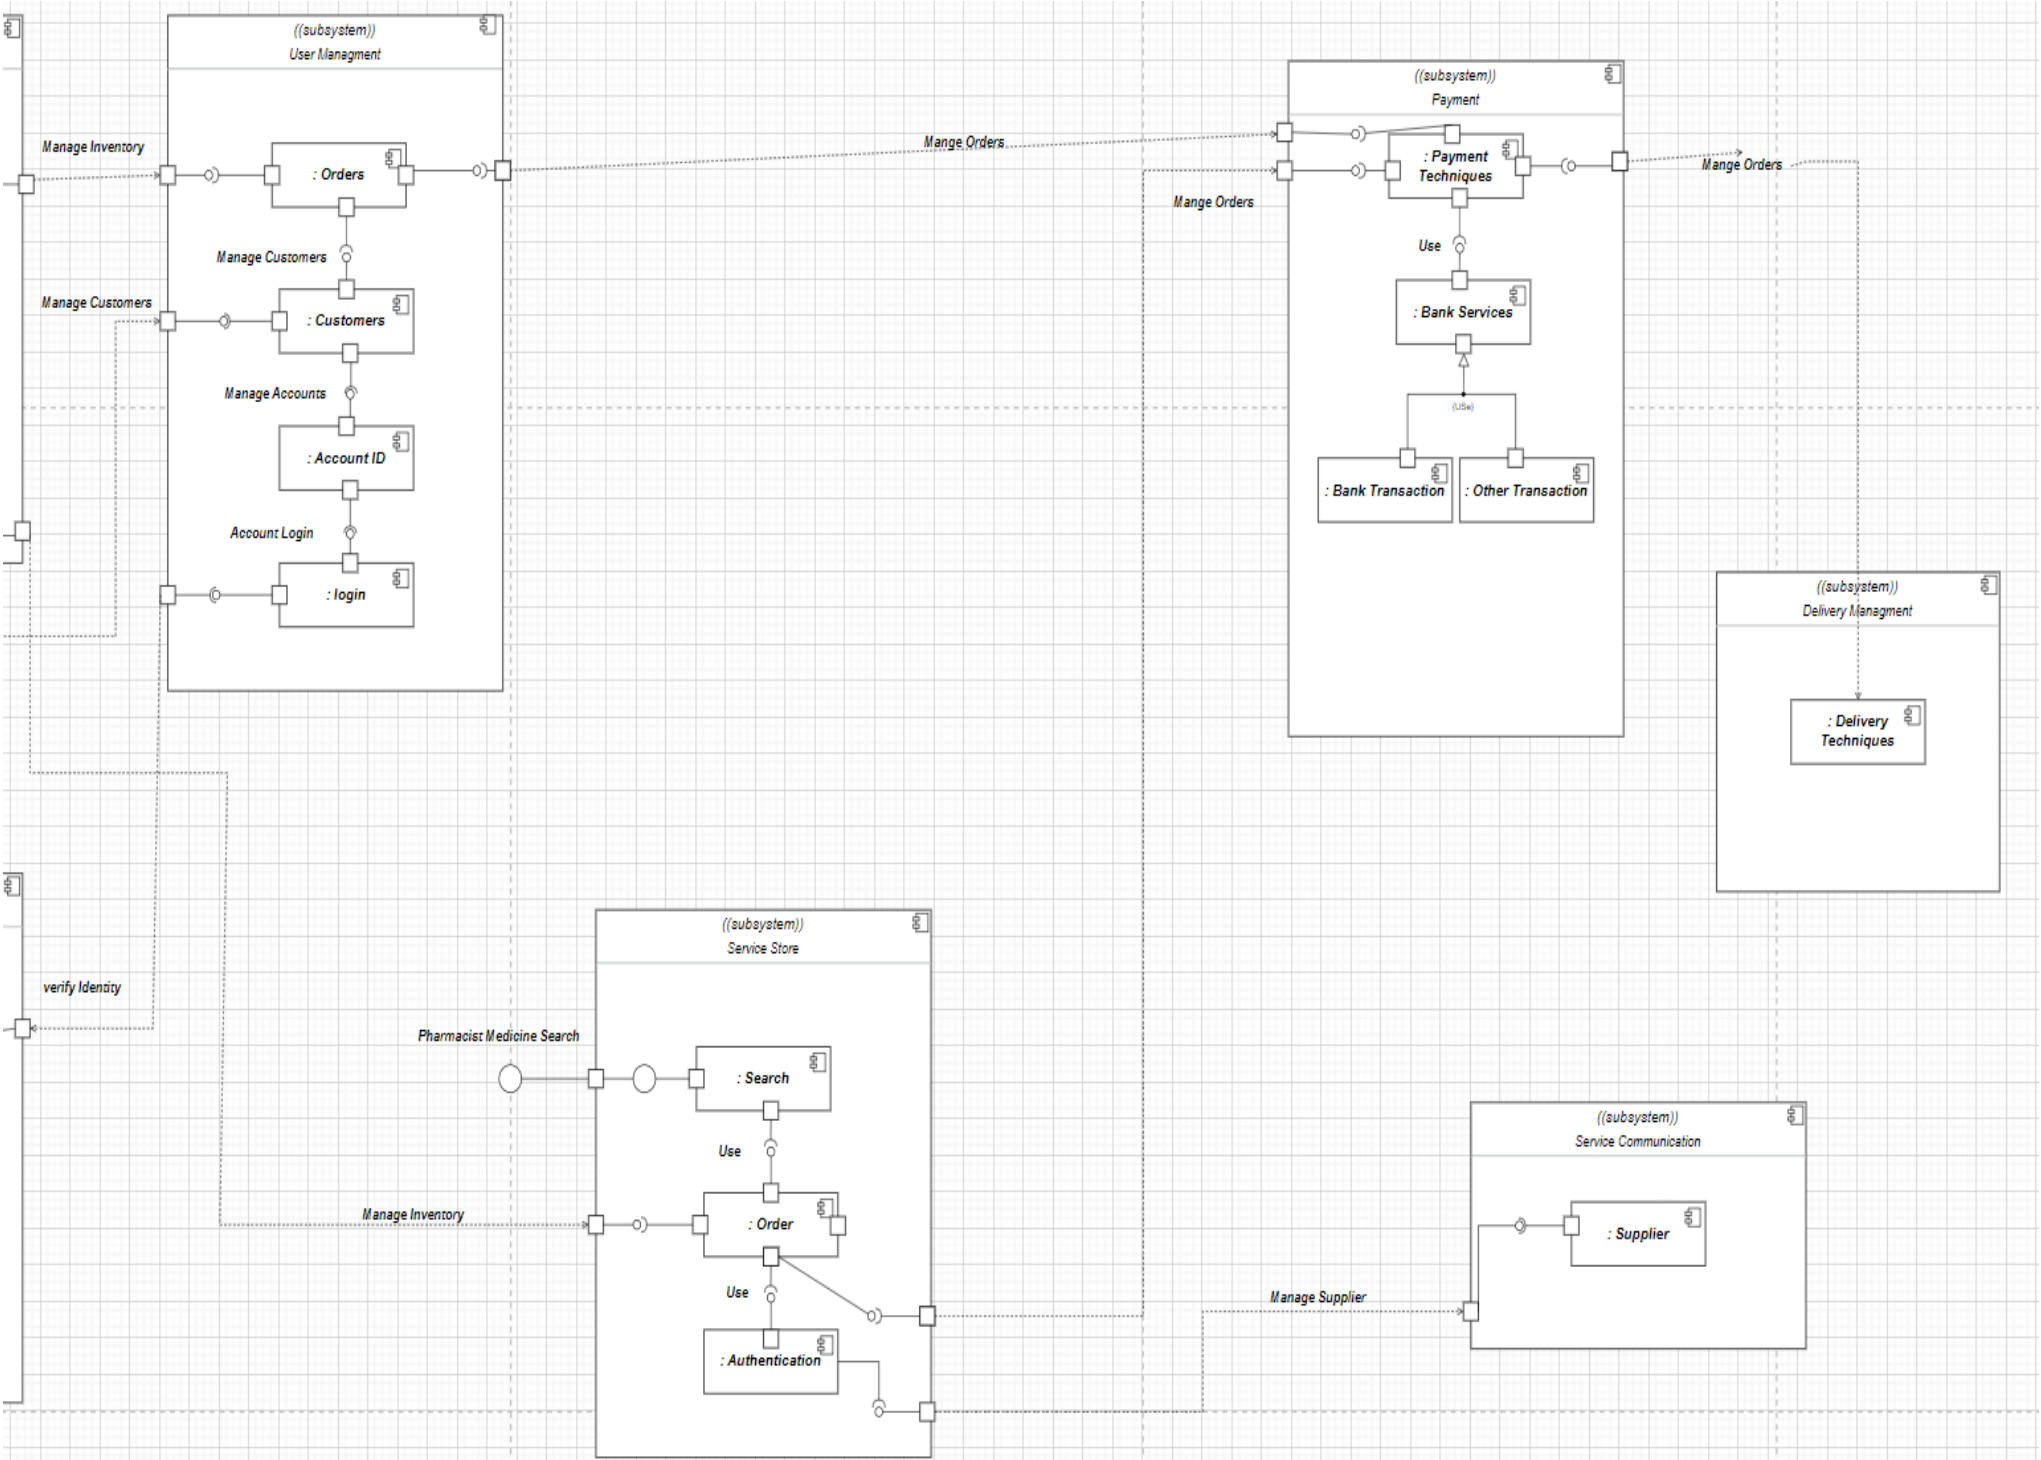 ((subsystem))
User Managment
Manage Inventory
: Orders
Manage Customers
Manage Customers
: Customers
Manage Accounts
: Account ID
Account Login
: login
Mange Orders
((subsystem))
Payment
: Payment
Techniques
Mange Orders
Mange Orders
Use
: Bank Services
(USe)
: Bank Transaction
: Other Transaction
((subsystem))
Delivery Managment
: Delivery
Techniques
verify Identity
((subsystem))
Service Store
Pharmacist Medicine Search
: Search
Use
Manage Inventory
: Order
Use
: Authentication
((subsystem))
Service Communication
: Supplier
Manage Supplier